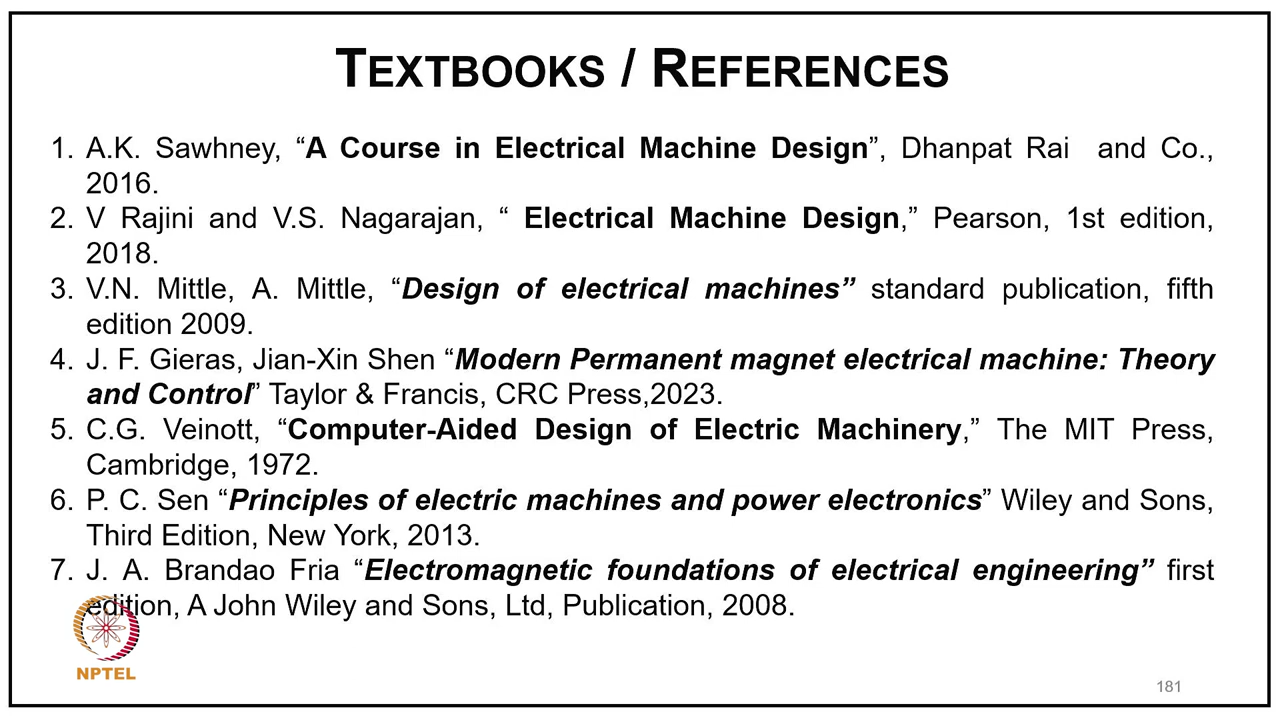 TEXTBOOKS / REFERENCES
1. A.K. Sawhney, “A Course in Electrical Machine Design”, Dhanpat Rai and Co.,
2016.
2. V Rajini and V.S. Nagarajan, “ Electrical Machine Design,” Pearson, 1st edition,
2018.
3. V.N. Mittle, A. Mittle, “Design of electrical machines” standard publication, fifth
edition 2009.
4. J. F. Gieras, Jian-Xin Shen “Modern Permanent magnet electrical machine: Theory
and Control” Taylor & Francis, CRC Press,2023.
5. C.G. Veinott, “Computer-Aided Design of Electric Machinery,” The MIT Press,
Cambridge, 1972.
6. P. C. Sen “Principles of electric machines and power electronics” Wiley and Sons,
Third Edition, New York, 2013.
7. J. A. Brandao Fria “Electromagnetic foundations of electrical engineering” first
edition, A John Wiley and Sons, Ltd, Publication, 2008.
NPTEL
181